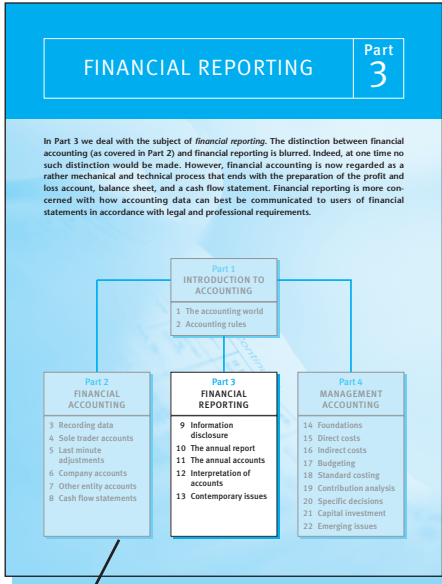 FINANCIAL REPORTING
Part
3
In Part 3 we deal with the subject of financial reporting. The distinction between financial
accounting (as covered in Part 2) and financial reporting is blurred. Indeed, at one time no
such distinction would be made. However, financial accounting is now regarded as a
rather mechanical and technical process that ends with the preparation of the profit and
loss account, balance sheet, and a cash flow statement. Financial reporting is more con-
cerned with how accounting data can best be communicated to users of financial
statements in accordance with legal and professional requirements.
Part 1
INTRODUCTION TO
ACCOUNTING
1 The accounting world
2 Accounting rules
Part 2
FINANCIAL
ACCOUNTING
3 Recording data
4 Sole trader accounts
5 Last minute
adjustments
6 Company accounts
7 Other entity accounts
8 Cash flow statements
Part 3
FINANCIAL
REPORTING
9 Information
disclosure
10 The annual report
11 The annual accounts
12 Interpretation of
accounts
13 Contemporary issues
Part 4
MANAGEMENT
ACCOUNTING
14 Foundations
15 Direct costs
16 Indirect costs
17 Budgeting
18 Standard costing
19 Contribution analysis
20 Specific decisions
21 Capital investment
22 Emerging issues